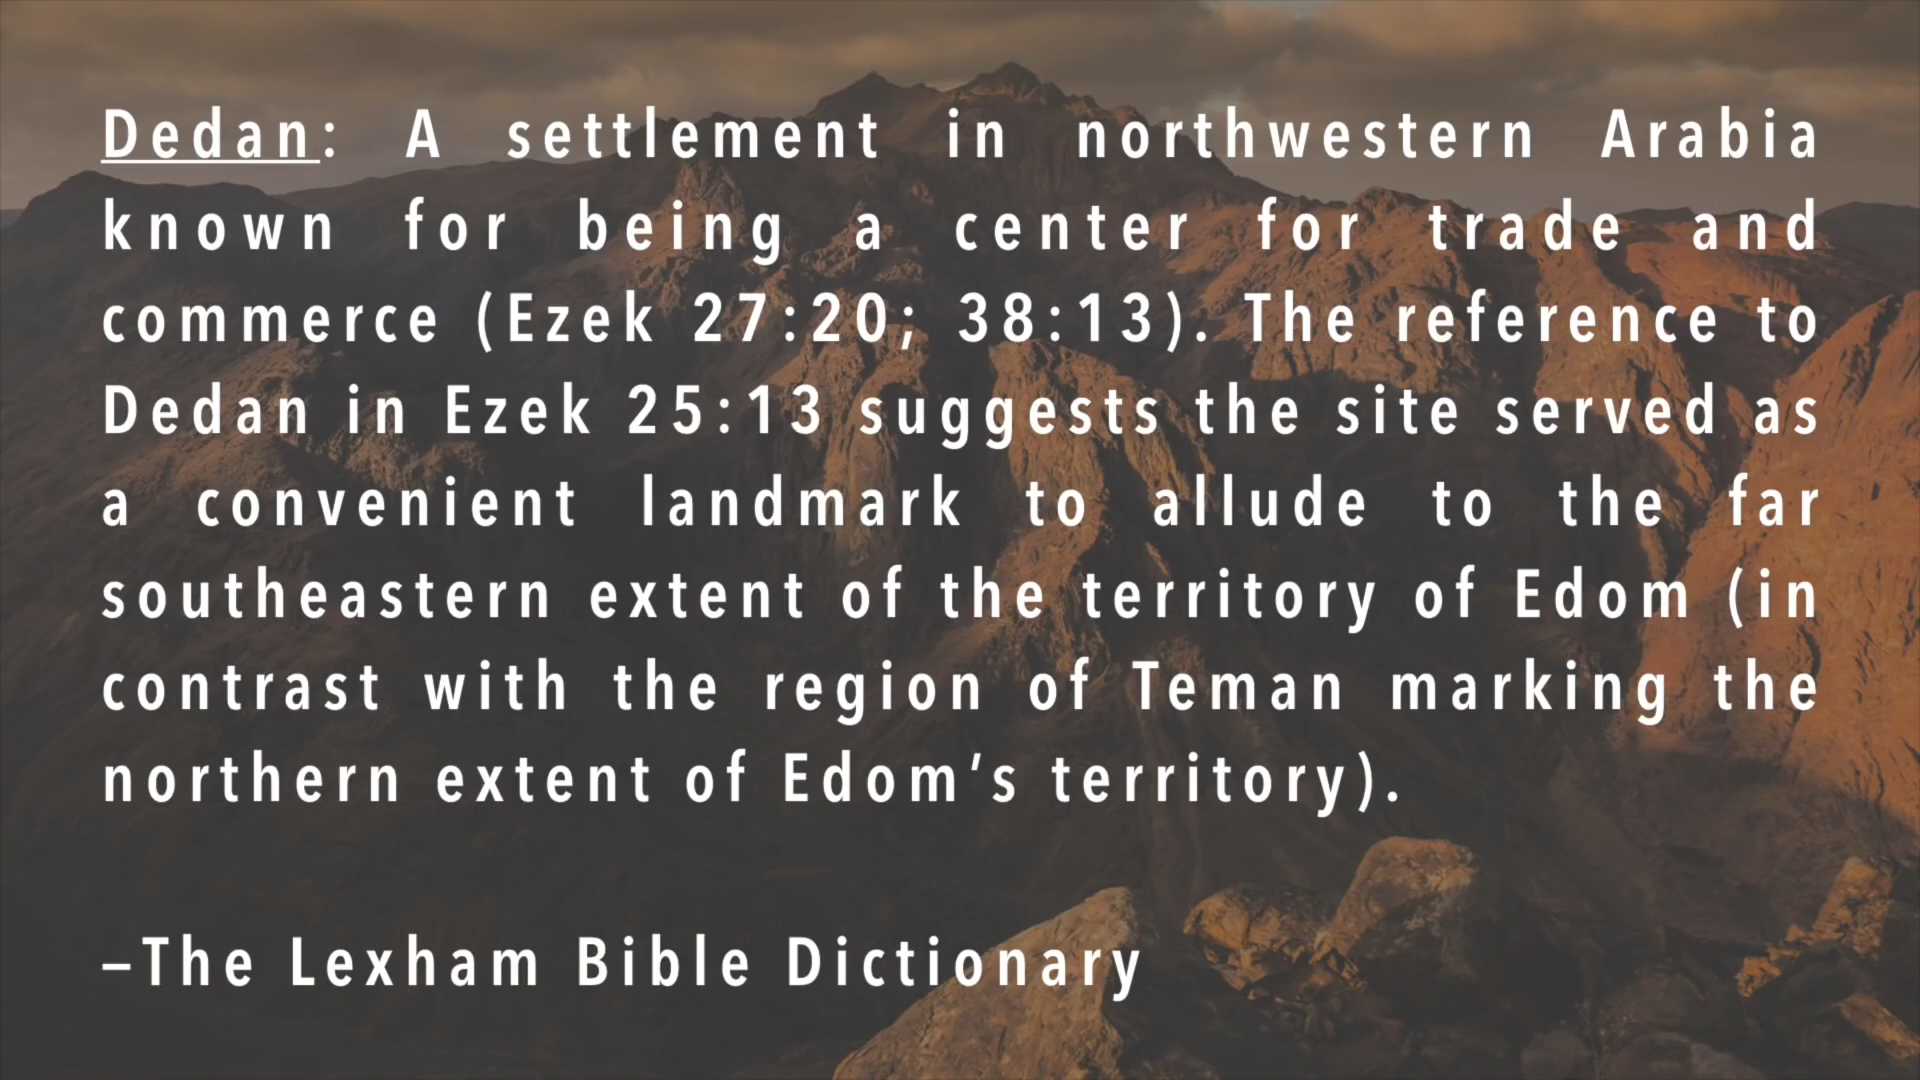 Dedan: A settlement in northwestern Arabia
known for being a center for trade and
commerce (Ezek 27:20; 38:13). The reference to
Dedan in Ezek 25:13 suggests the site served as
a convenient landmark to allude to the far
southeastern extent of the territory of Edom (in
contrast with the region of Teman marking the
northern extent of Edom’s territory).
–The Lexham Bible Dictionary